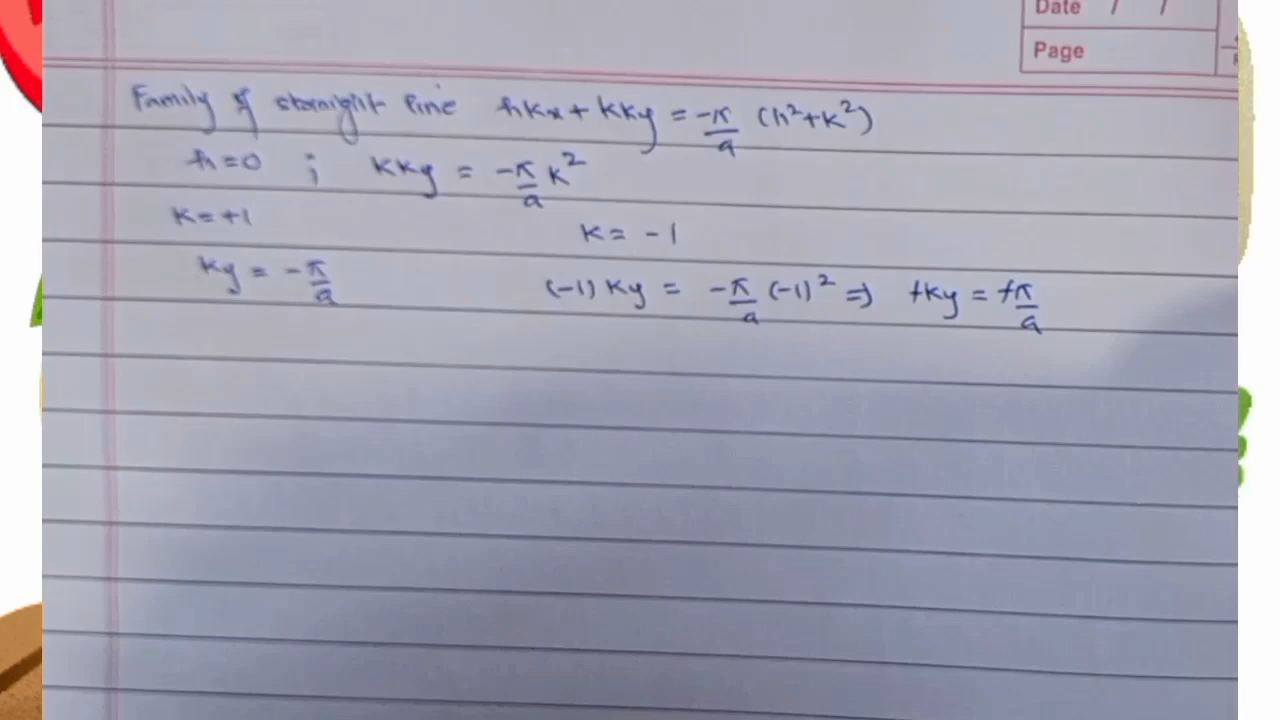 Date / /
Page
Family of straight line hkx + kky = -π/a (h²+k²)
h=0 ; kky = -π/a k²
k=+1 k= -1
ky = -π/a (-1) ky = -π/a (-1)² => +ky = +π/a